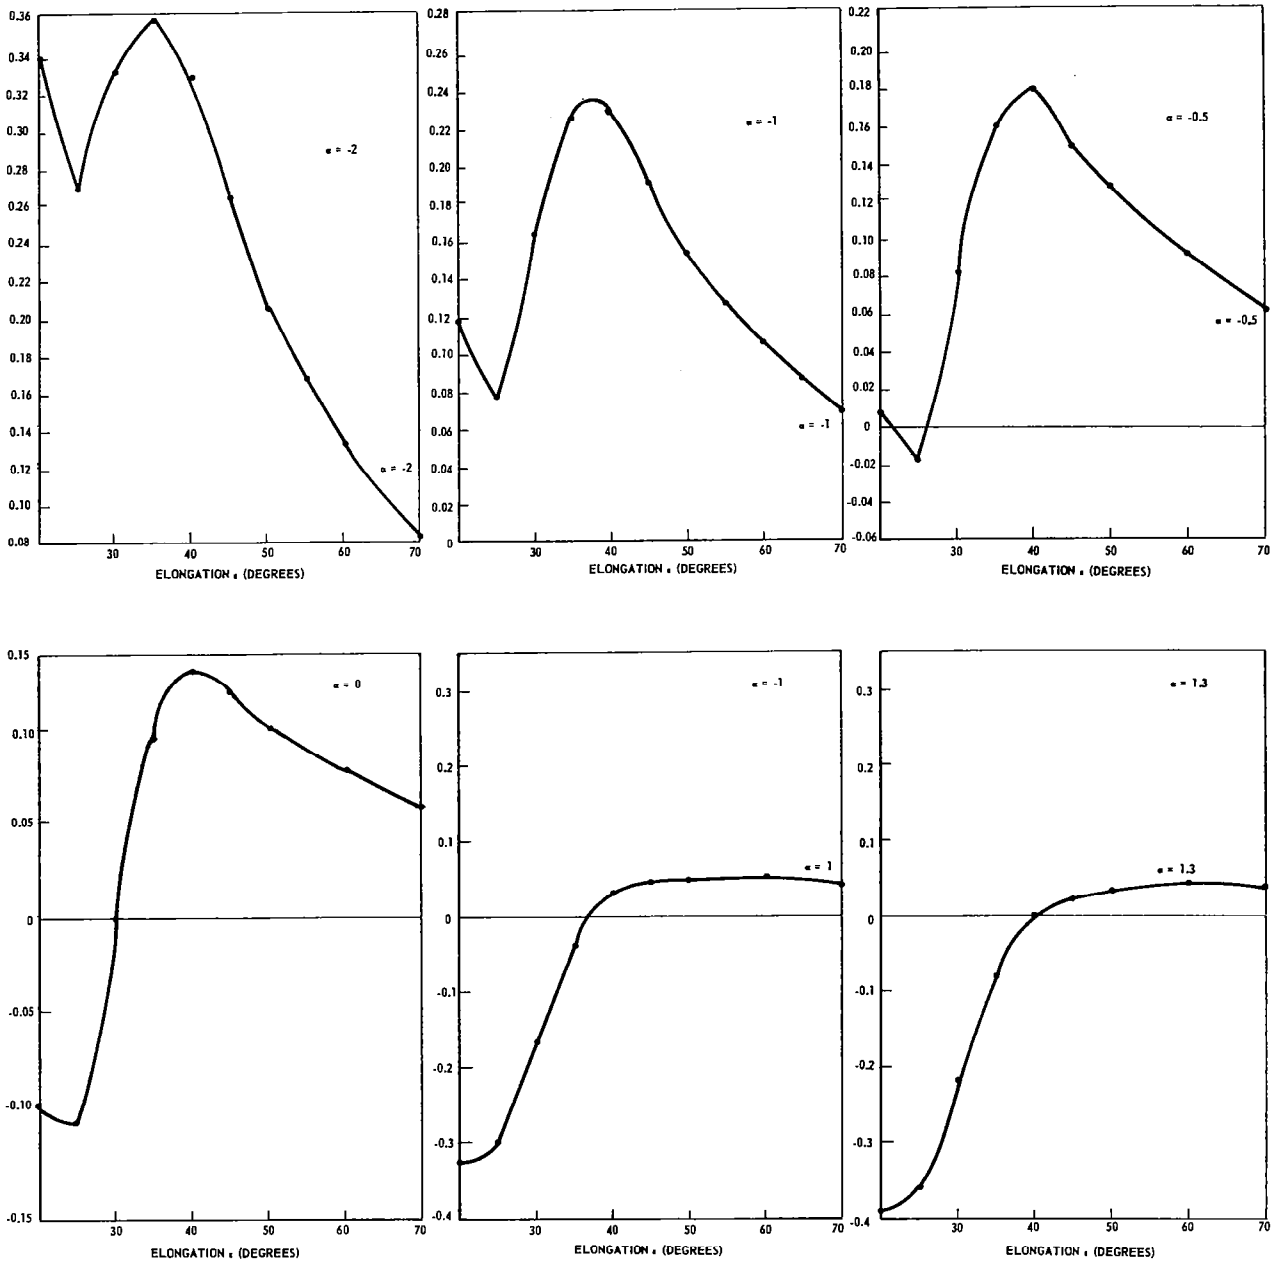 0.36
0.34
0.32
0.30
0.28
0.26
0.24
0.22
0.20
0.18
0.16
0.14
0.12
0.10
0.08
∝ = -2
∝ = -2
30 40 50 60 70
ELONGATION ε (DEGREES)
0.28
0.26
0.24
0.22
0.20
0.18
0.16
0.14
0.12
0.10
0.08
0.06
0.04
0.02
0
∝ = -1
∝ = -1
30 40 50 60 70
ELONGATION ε (DEGREES)
0.22
0.20
0.18
0.16
0.14
0.12
0.10
0.08
0.06
0.04
0.02
0
-0.02
-0.04
-0.06
∝ = -0.5
∝ = -0.5
30 40 50 60 70
ELONGATION ε (DEGREES)
0.15
0.10
0.05
0
-0.05
-0.10
-0.15
∝ = 0
30 40 50 60 70
ELONGATION ε (DEGREES)
0.3
0.2
0.1
0
-0.1
-0.2
-0.3
-0.4
∝ = -1
∝ = 1
30 40 50 60 70
ELONGATION ε (DEGREES)
0.3
0.2
0.1
0
-0.1
-0.2
-0.3
-0.4
∝ = 1.3
∝ = 1.3
30 40 50 60 70
ELONGATION ε (DEGREES)